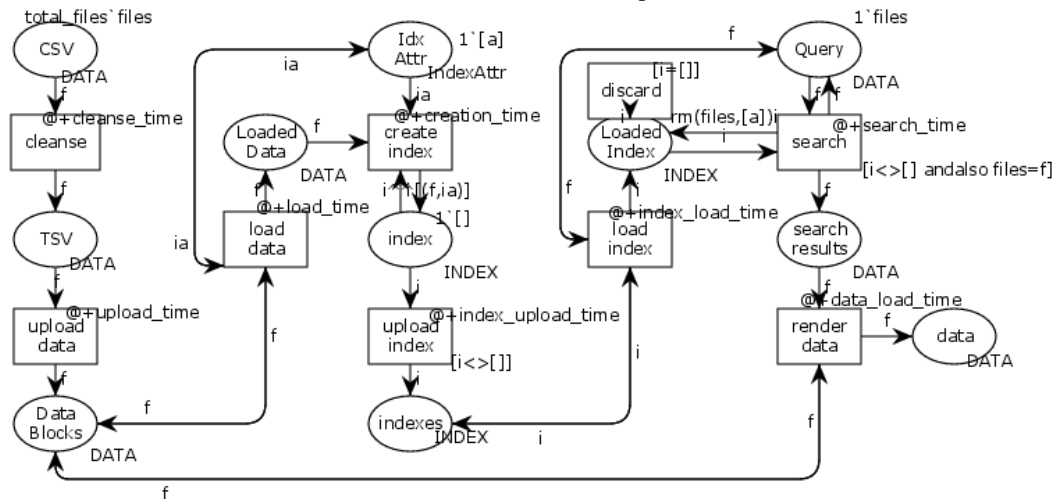 total_files`files
CSV
DATA
f
@+cleanse_time
cleanse
f
TSV
DATA
f
@+upload_time
upload
data
f
Data
Blocks
DATA
f
f
ia
ia
Loaded
Data
DATA
f
f
@+load_time
load
data
f
1`[a]
Idx
Attr
IndexAttr
ia
@+creation_time
create
index
i^^[(f,ia)]
1`[]
index
INDEX
i
@+index_upload_time
upload
index
[i<>[]]
i
indexes
INDEX
i
i
f
f
[i=[]]
discard
i
Loaded
Index
INDEX
rm(files,[a])i
i
i
@+index_load_time
load
index
1`files
Query
DATA
f
f
@+search_time
search
[i<>[] andalso files=f]
f
search
results
DATA
f
@+data_load_time
render
data
f
data
DATA
f